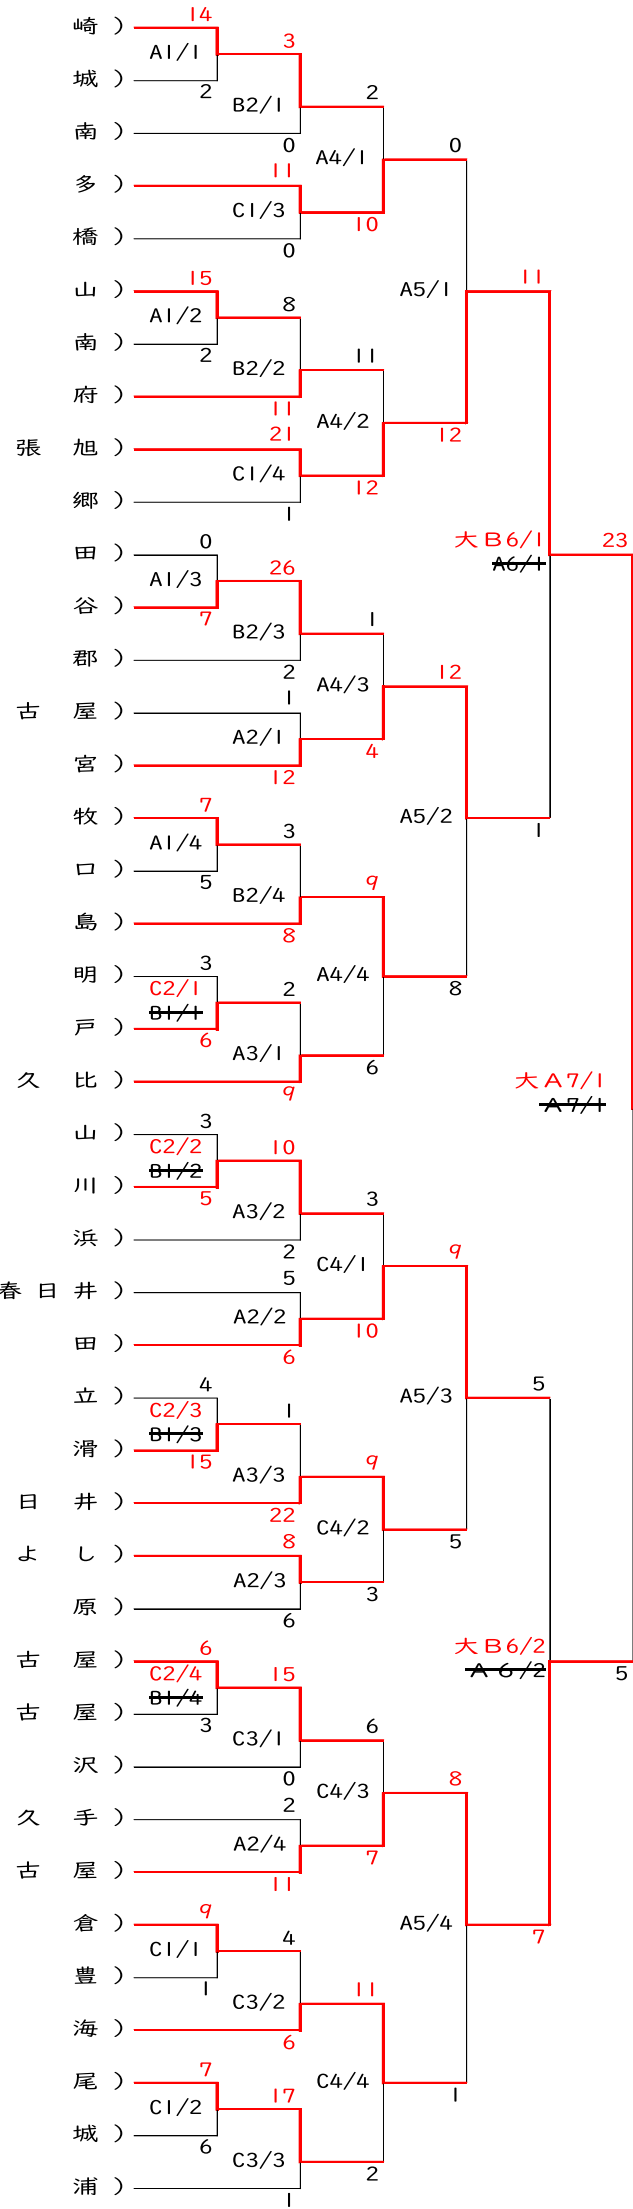 崎 ) 14
A1/1 3
城 ) 2
B2/1 2
南 ) 0
A4/1 0
多 ) 11
C1/3 10
橋 ) 0
山 ) 15
A5/1 11
A1/2 8
南 ) 2
B2/2 11
府 ) 11
A4/2 12
張 旭 ) 21
C1/4 12
郷 ) 1
田 ) 0
大B6/1 23
A6/1
A1/3 26
谷 ) 7
B2/3 1
郡 ) 2
A4/3 12
古 屋 ) 1
A2/1 4
宮 ) 12
牧 ) 7
A5/2 1
A1/4 3
口 ) 5
B2/4 9
島 ) 8
明 ) 3
A4/4 8
C2/1 2
B1/1
戸 ) 6
A3/1 6
久 比 ) 9
大A7/1
A7/1
山 ) 3
C2/2 10
B1/2
川 ) 5
A3/2 3
浜 ) 2
C4/1 9
春 日 井 ) 5
A2/2 10
田 ) 6
立 ) 4
A5/3 5
C2/3 1
B1/3
滑 ) 15
A3/3 9
日 井 ) 22
C4/2 5
よ し ) 8
A2/3 3
原 ) 6
古 屋 ) 6
大B6/2 5
A6/2
C2/4 15
B1/4
古 屋 ) 3
C3/1 6
沢 ) 0
C4/3 8
久 手 ) 2
A2/4 7
古 屋 ) 11
倉 ) 9
A5/4 7
C1/1 4
豊 ) 1
C3/2 11
海 ) 6
尾 ) 7
C4/4 1
C1/2 17
城 ) 6
C3/3 2
浦 ) 1